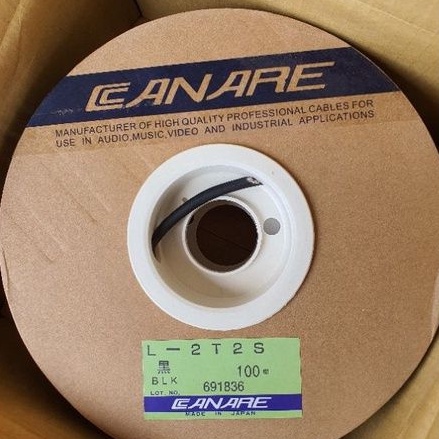 CANARE
MANUFACTURER OF HIGH QUALITY PROFESSIONAL CABLES FOR
USE IN AUDIO, MUSIC, VIDEO AND INDUSTRIAL APPLICATIONS
L-2T2S
黒 100m
BLK
LOT NO. 691836
CANARE
MADE IN JAPAN